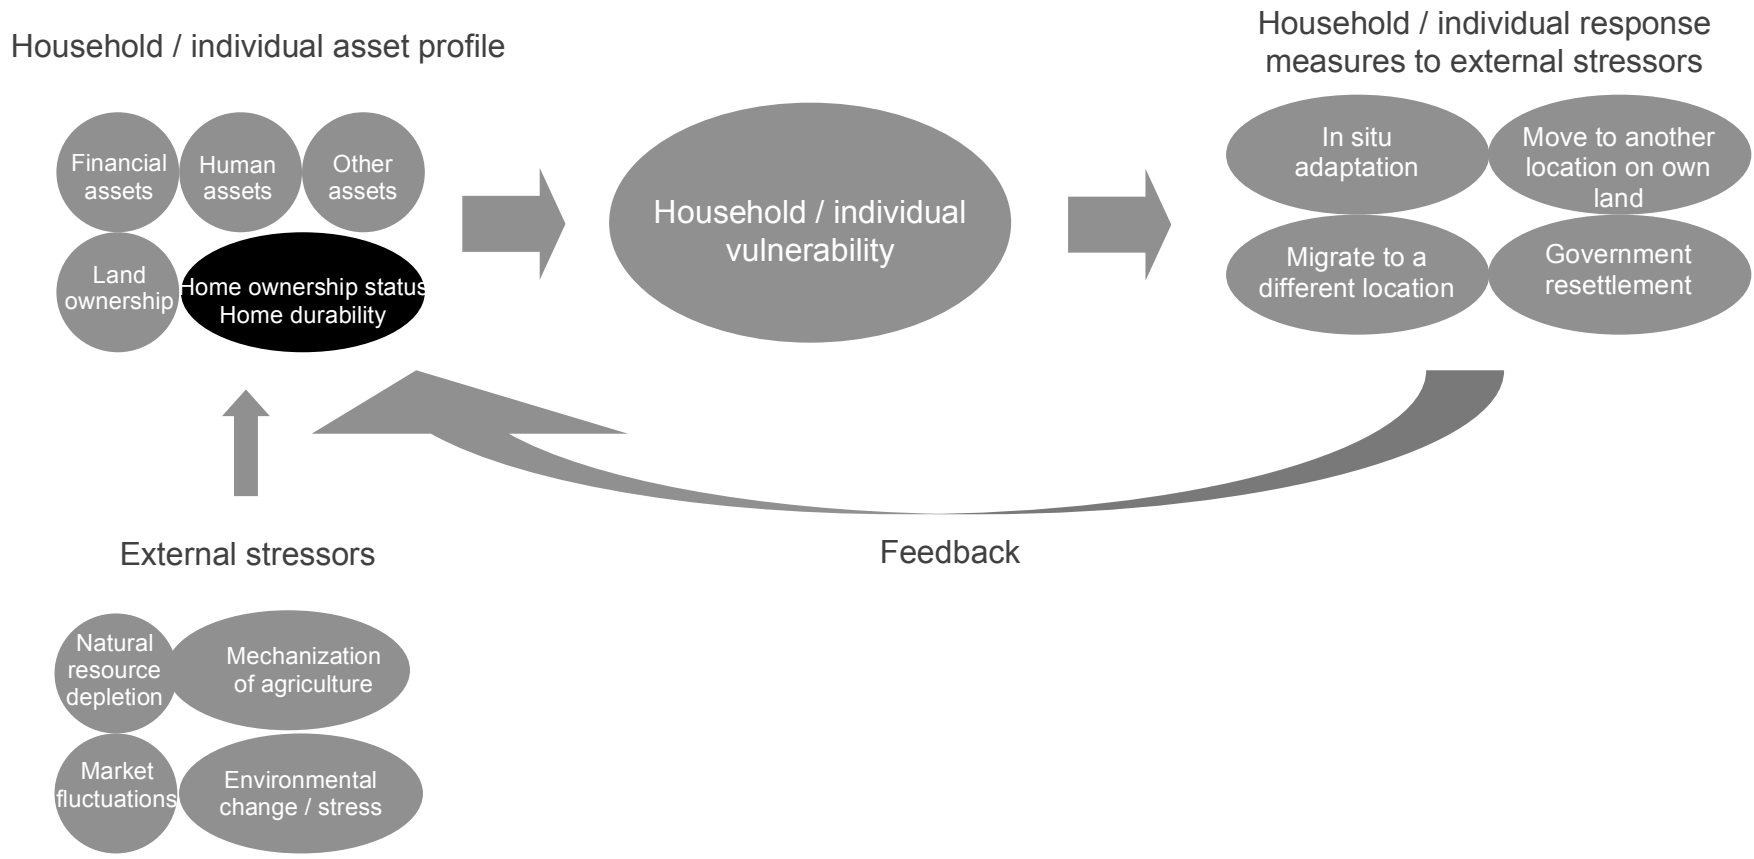 Household / individual asset profile
Household / individual response
measures to external stressors
Financial
assets
Human
assets
Other
assets
Land
ownership
Home ownership status
Home durability
Household / individual
vulnerability
In situ
adaptation
Move to another
location on own
land
Migrate to a
different location
Government
resettlement
External stressors
Feedback
Natural
resource
depletion
Mechanization
of agriculture
Market
fluctuations
Environmental
change / stress